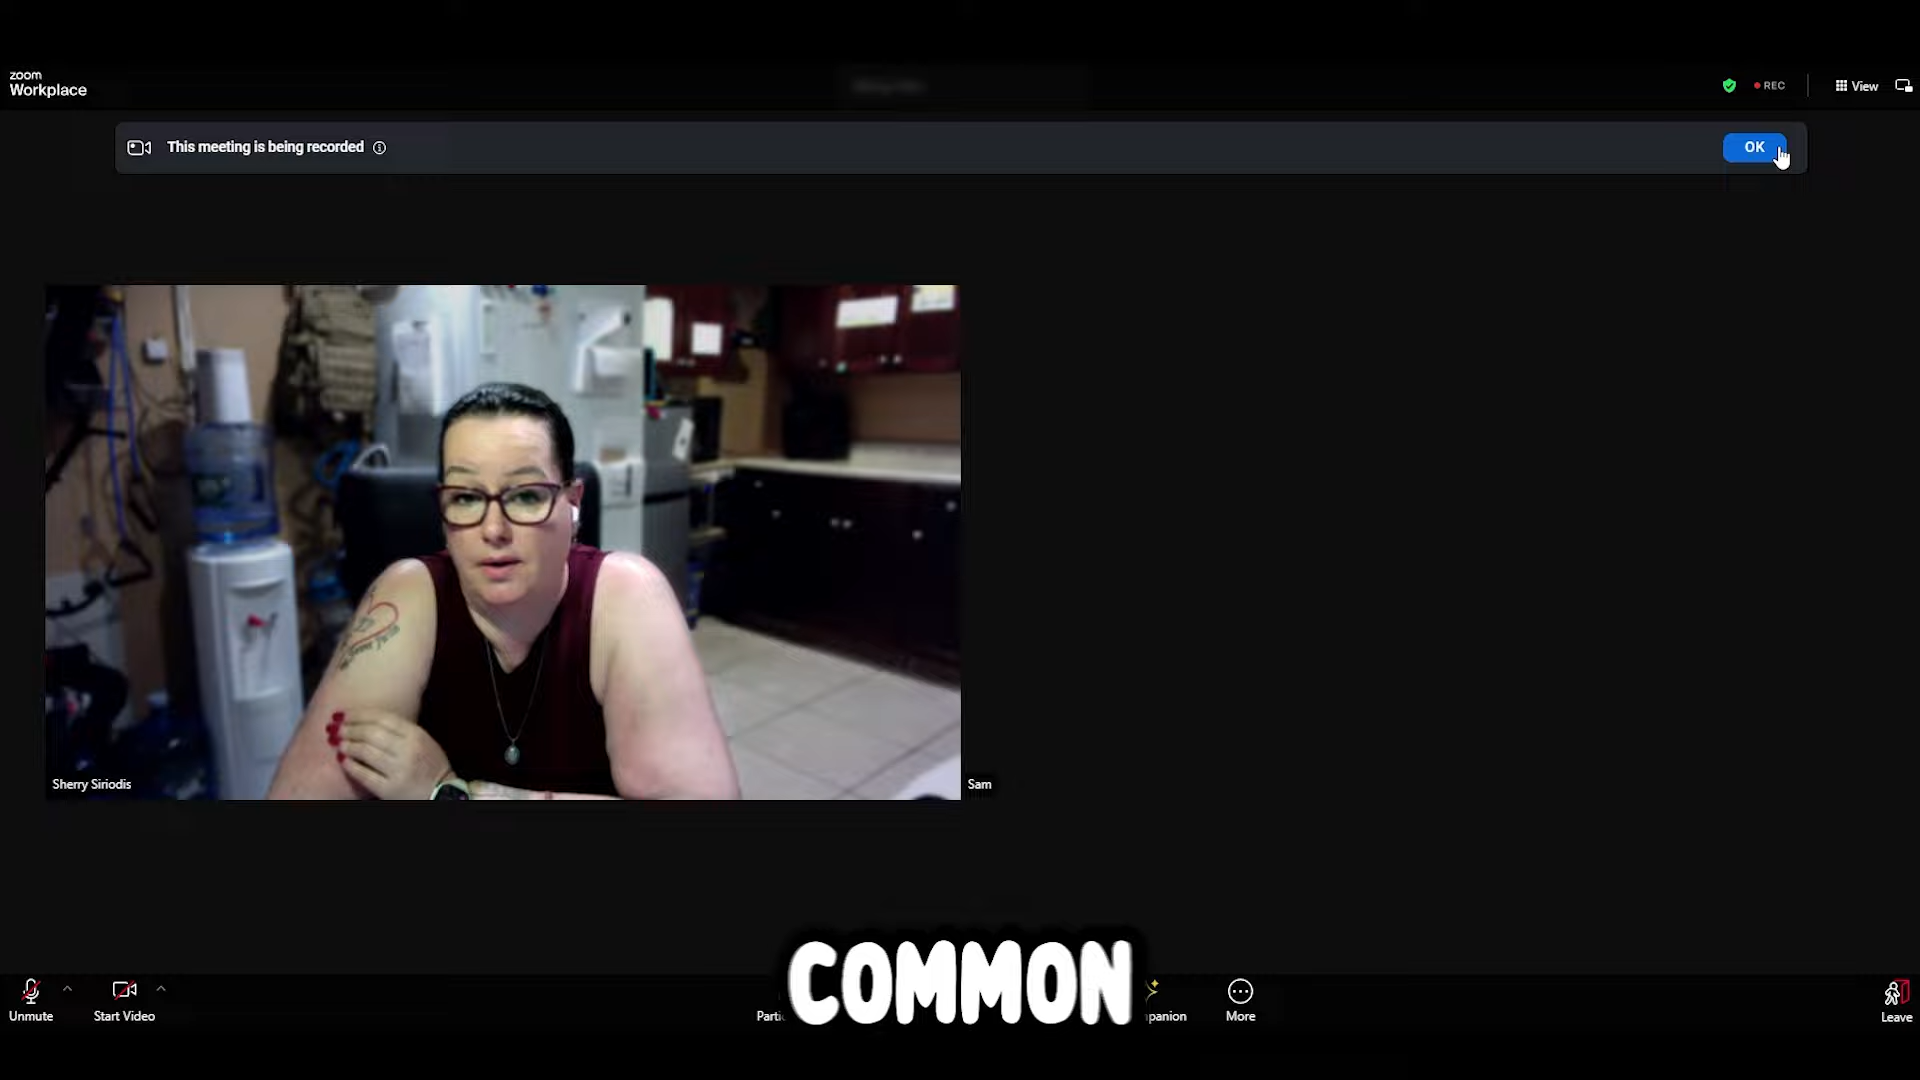 zoom
Workplace
REC
View
This meeting is being recorded
OK
Sherry Siriodis
Sam
COMMON
Unmute
Start Video
More
Leave